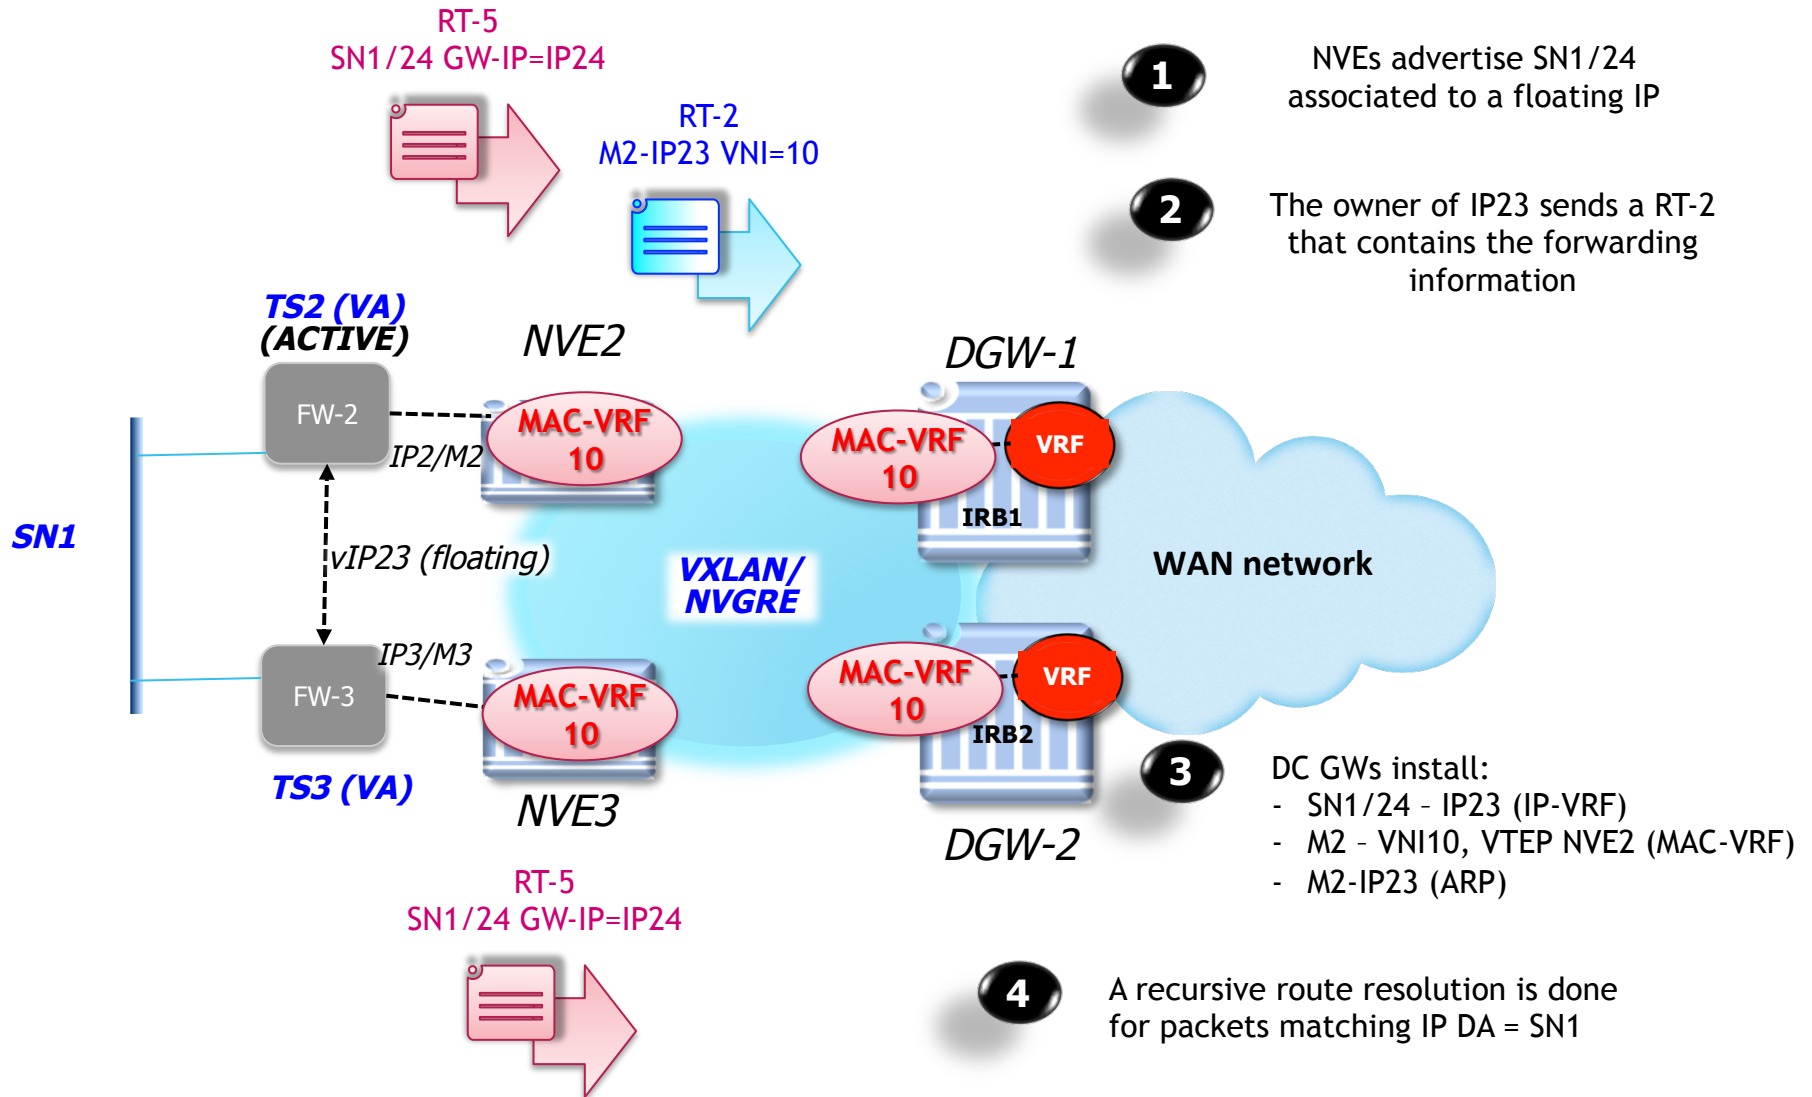 RT-5
SN1/24 GW-IP=IP24
RT-2
M2-IP23 VNI=10
1
NVEs advertise SN1/24
associated to a floating IP
2
The owner of IP23 sends a RT-2
that contains the forwarding
information
TS2 (VA)
(ACTIVE)
NVE2
DGW-1
FW-2
IP2/M2
MAC-VRF
10
MAC-VRF
10
VRF
IRB1
SN1
vIP23 (floating)
VXLAN/
NVGRE
WAN network
IP3/M3
FW-3
MAC-VRF
10
MAC-VRF
10
VRF
IRB2
TS3 (VA)
NVE3
DGW-2
3
DC GWs install:
- SN1/24 – IP23 (IP-VRF)
- M2 – VNI10, VTEP NVE2 (MAC-VRF)
- M2-IP23 (ARP)
RT-5
SN1/24 GW-IP=IP24
4
A recursive route resolution is done
for packets matching IP DA = SN1